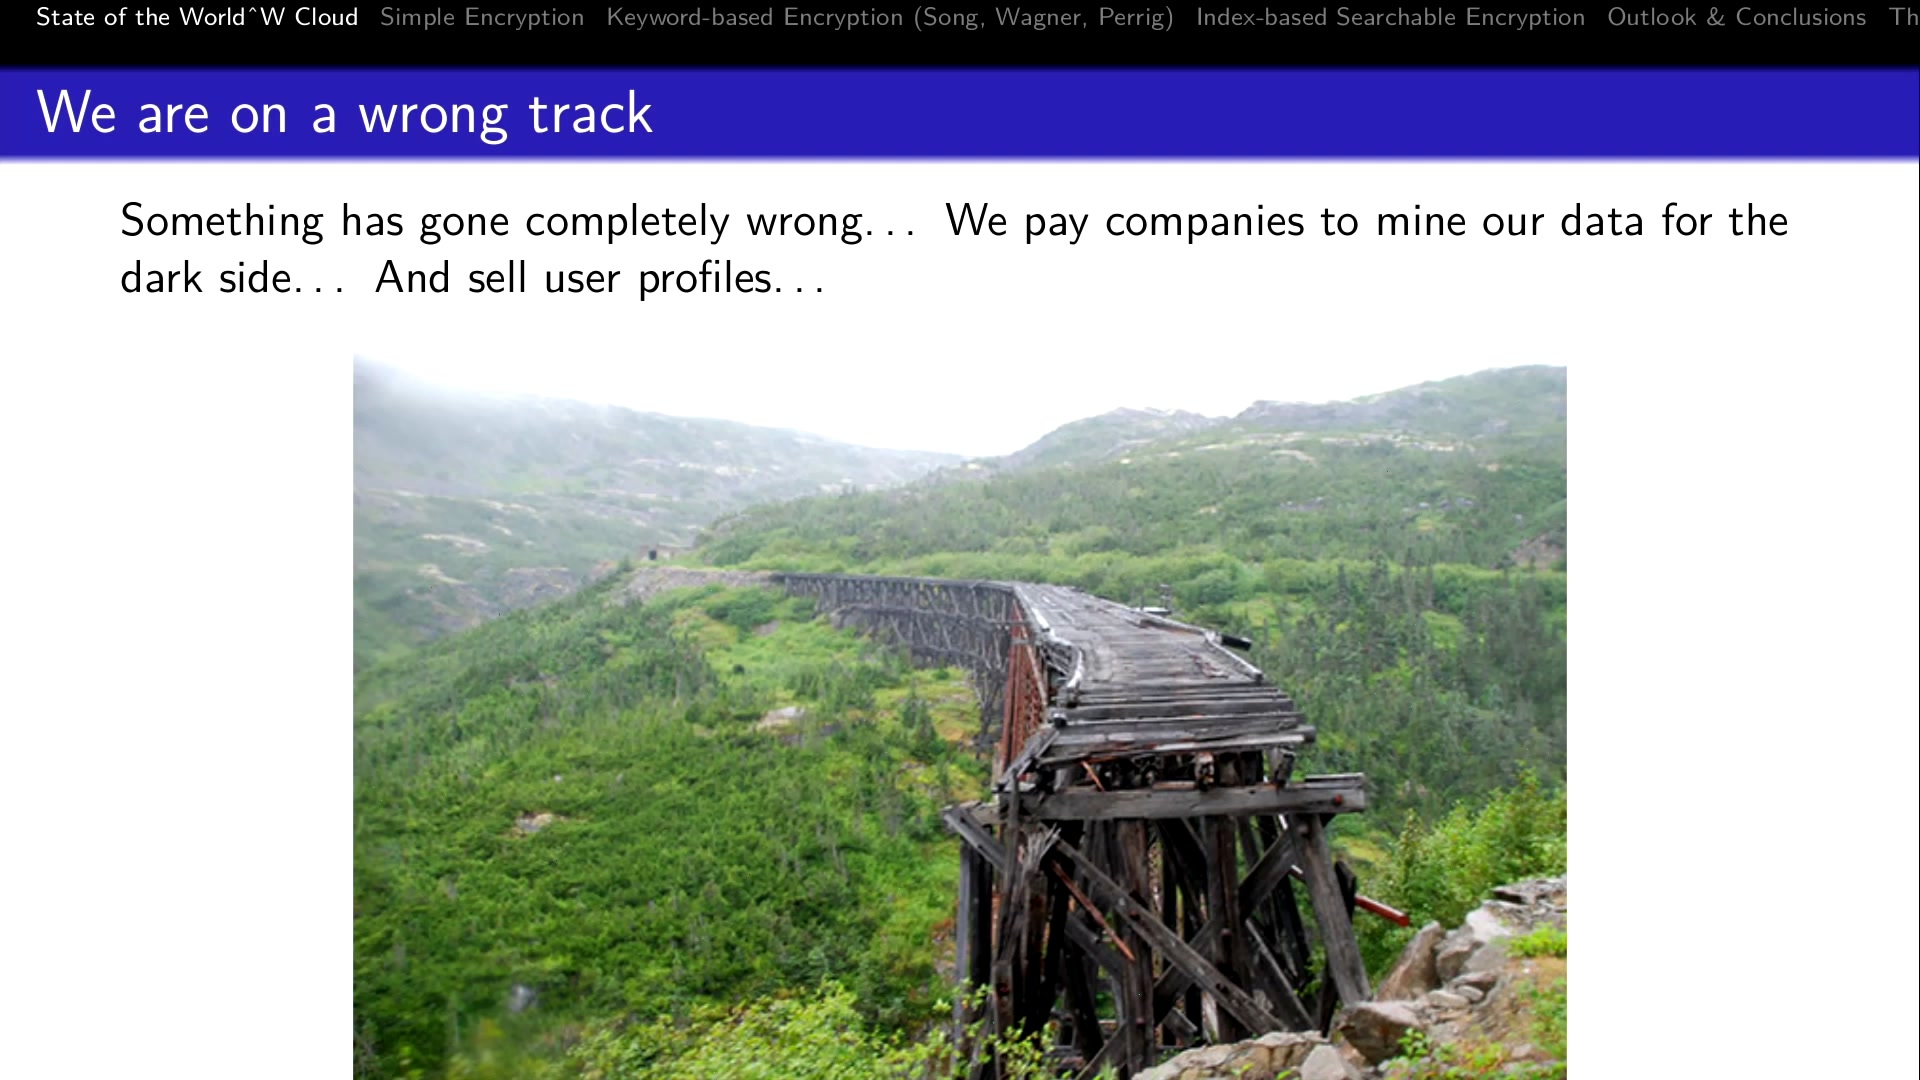 State of the World^W Cloud Simple Encryption Keyword-based Encryption (Song, Wagner, Perrig) Index-based Searchable Encryption Outlook & Conclusions Th
We are on a wrong track
Something has gone completely wrong... We pay companies to mine our data for the
dark side... And sell user profiles...